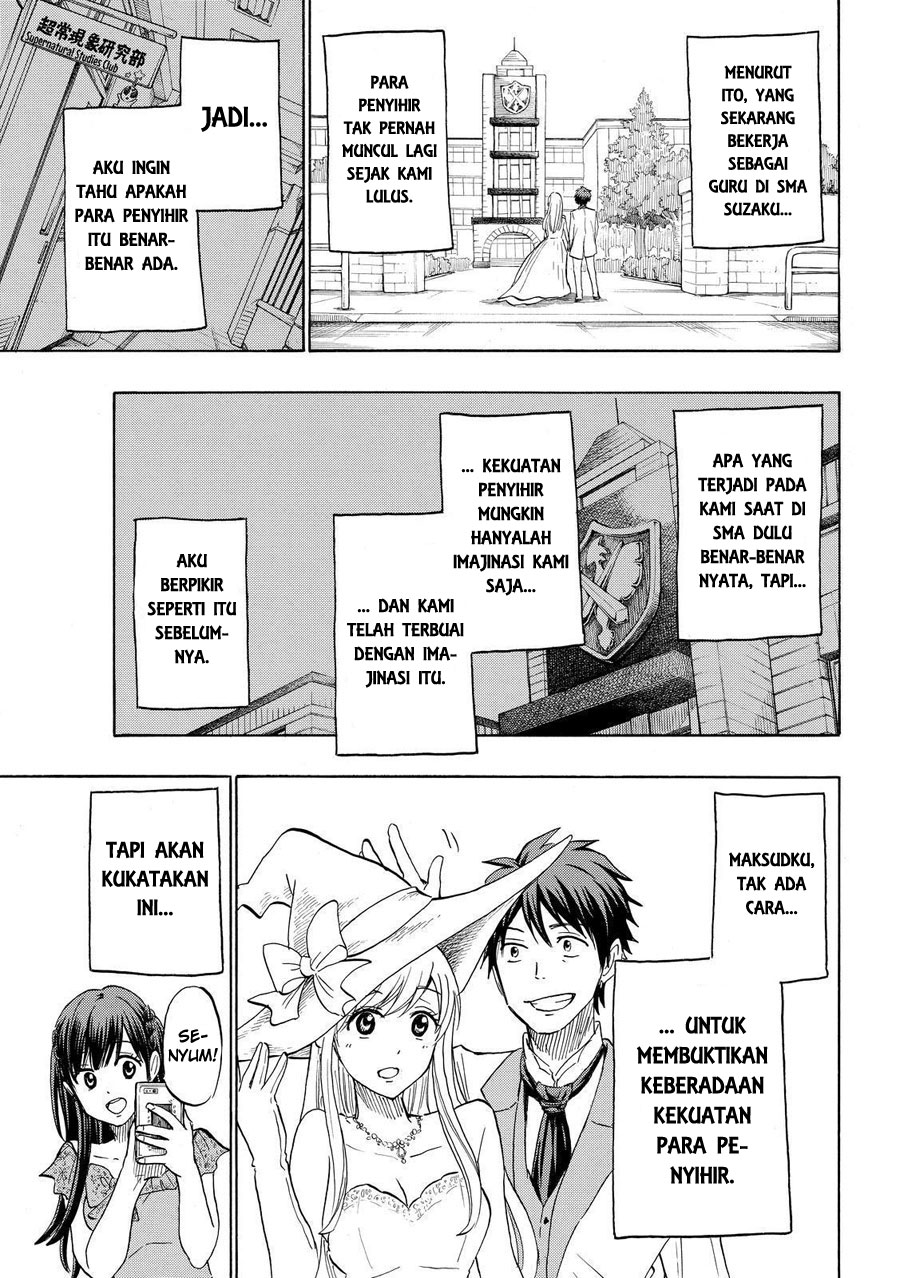 MENURUT
ITO, YANG
SEKARANG
BEKERJA
SEBAGAI
GURU DI SMA
SUZAKU...
PARA
PENYIHIR
TAK PERNAH
MUNCUL LAGI
SEJAK KAMI
LULUS.
超常現象研究部
Supernatural Studies Club
JADI...
AKU INGIN
TAHU APAKAH
PARA PENYIHIR
ITU BENAR-
BENAR ADA.
APA YANG
TERJADI PADA
KAMI SAAT DI
SMA DULU
BENAR-BENAR
NYATA, TAPI...
... KEKUATAN
PENYIHIR
MUNGKIN
HANYALAH
IMAJINASI KAMI
SAJA...
... DAN KAMI
TELAH TERBUAI
DENGAN IMA-
JINASI ITU.
AKU
BERPIKIR
SEPERTI ITU
SEBELUM-
NYA.
MAKSUDKU,
TAK ADA
CARA...
... UNTUK
MEMBUKTIKAN
KEBERADAAN
KEKUATAN
PARA PE-
NYIHIR.
TAPI AKAN
KUKATAKAN
INI...
SE-
NYUM!